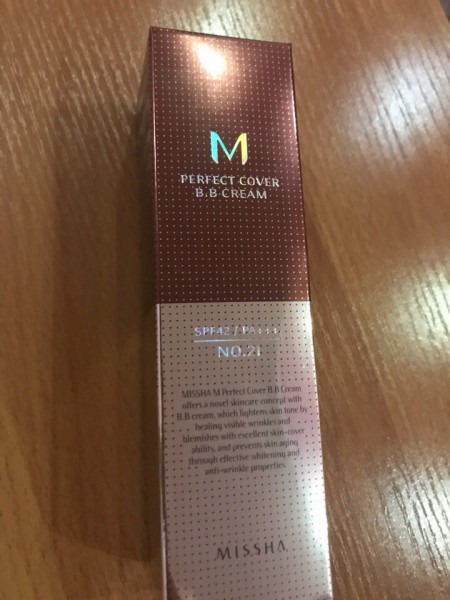 M
PERFECT COVER
B.B CREAM
SPF42 / PA+++
NO.21
MISSHA M Perfect Cover B.B Cream
offers a novel skincare concept with
B.B cream, which lightens skin tone by
healing visible wrinkles and
blemishes with excellent skin-cover
ability, and prevents skin aging
through effective whitening and
anti-wrinkle properties.
MISSHA